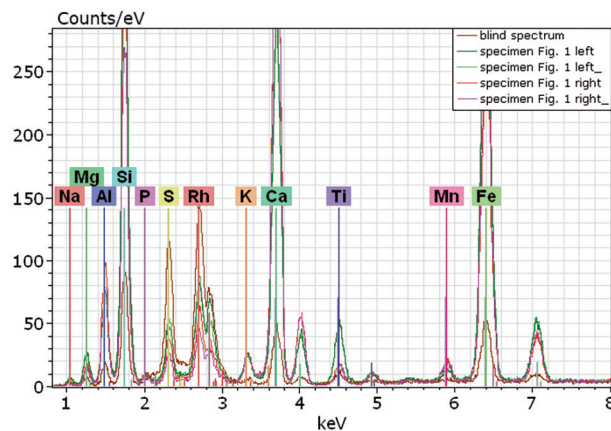 Counts/eV
blind spectrum
specimen Fig. 1 left
specimen Fig. 1 left_
specimen Fig. 1 right
specimen Fig. 1 right_
250
200
150
100
50
0
Na Mg Al Si P S Rh K Ca Ti Mn Fe
1 2 3 4 5 6 7 8
keV